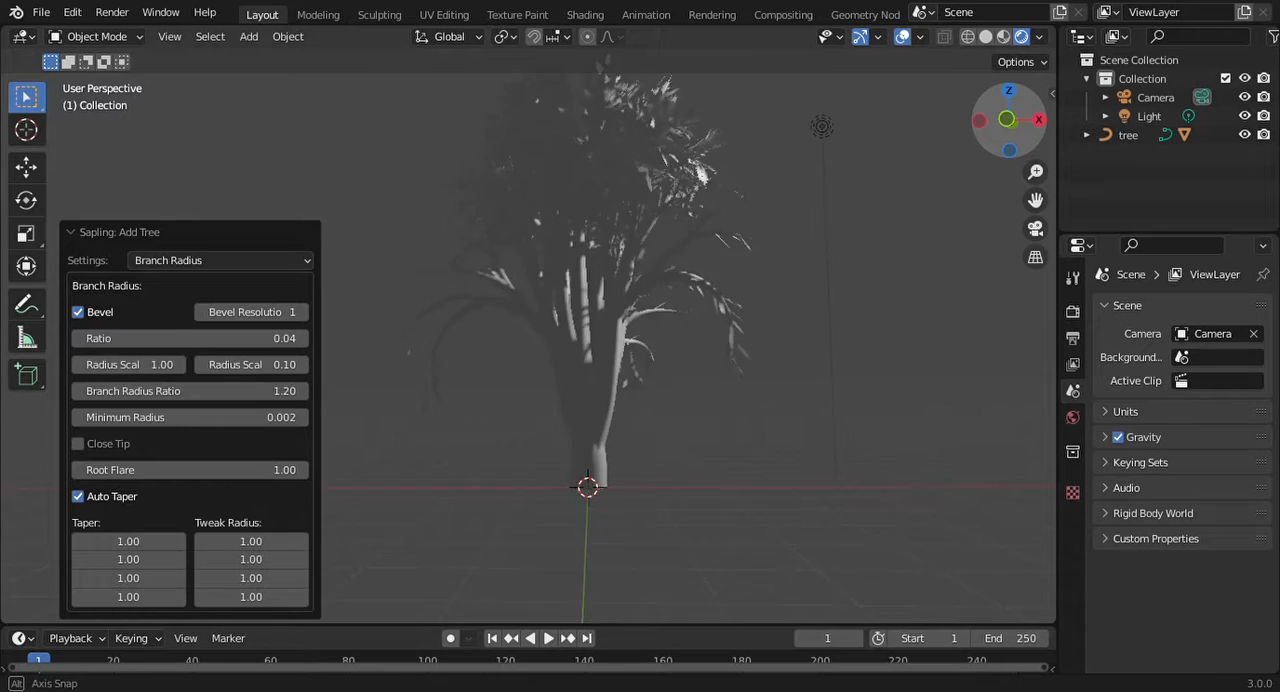 File Edit Render Window Help Layout Modeling Sculpting UV Editing Texture Paint Shading Animation Rendering Compositing Geometry Nod Scene ViewLayer
Object Mode View Select Add Object Global
Options
User Perspective
(1) Collection
Z
X
Sapling: Add Tree
Settings: Branch Radius
Branch Radius:
Bevel Bevel Resolutio 1
Ratio 0.04
Radius Scal 1.00 Radius Scal 0.10
Branch Radius Ratio 1.20
Minimum Radius 0.002
Close Tip
Root Flare 1.00
Auto Taper
Taper: Tweak Radius:
1.00 1.00
1.00 1.00
1.00 1.00
1.00 1.00
Scene Collection
Collection
Camera
Light
tree
Scene ViewLayer
Scene
Camera Camera
Background...
Active Clip
Units
Gravity
Keying Sets
Audio
Rigid Body World
Custom Properties
Playback Keying View Marker 1 Start 1 End 250
1 20 40 60 80 100 120 140 160 180 200 220 240
Alt Axis Snap 3.0.0